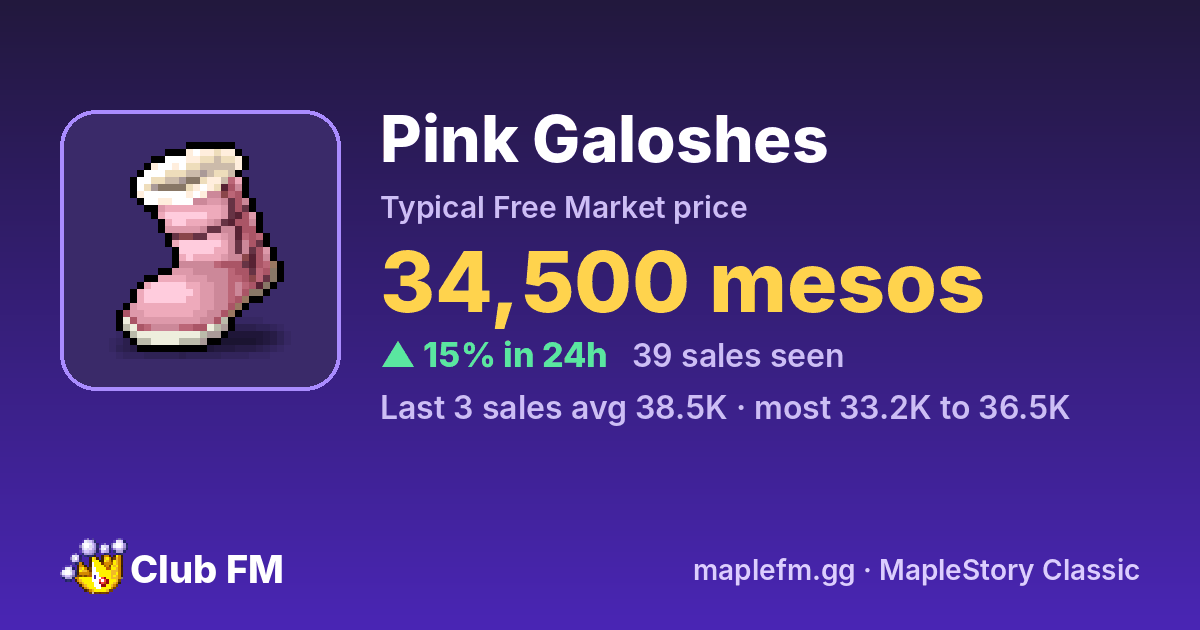 Pink Galoshes
Typical Free Market price
34,500 mesos
▲ 15% in 24h 39 sales seen
Last 3 sales avg 38.5K · most 33.2K to 36.5K
Club FM
maplefm.gg · MapleStory Classic